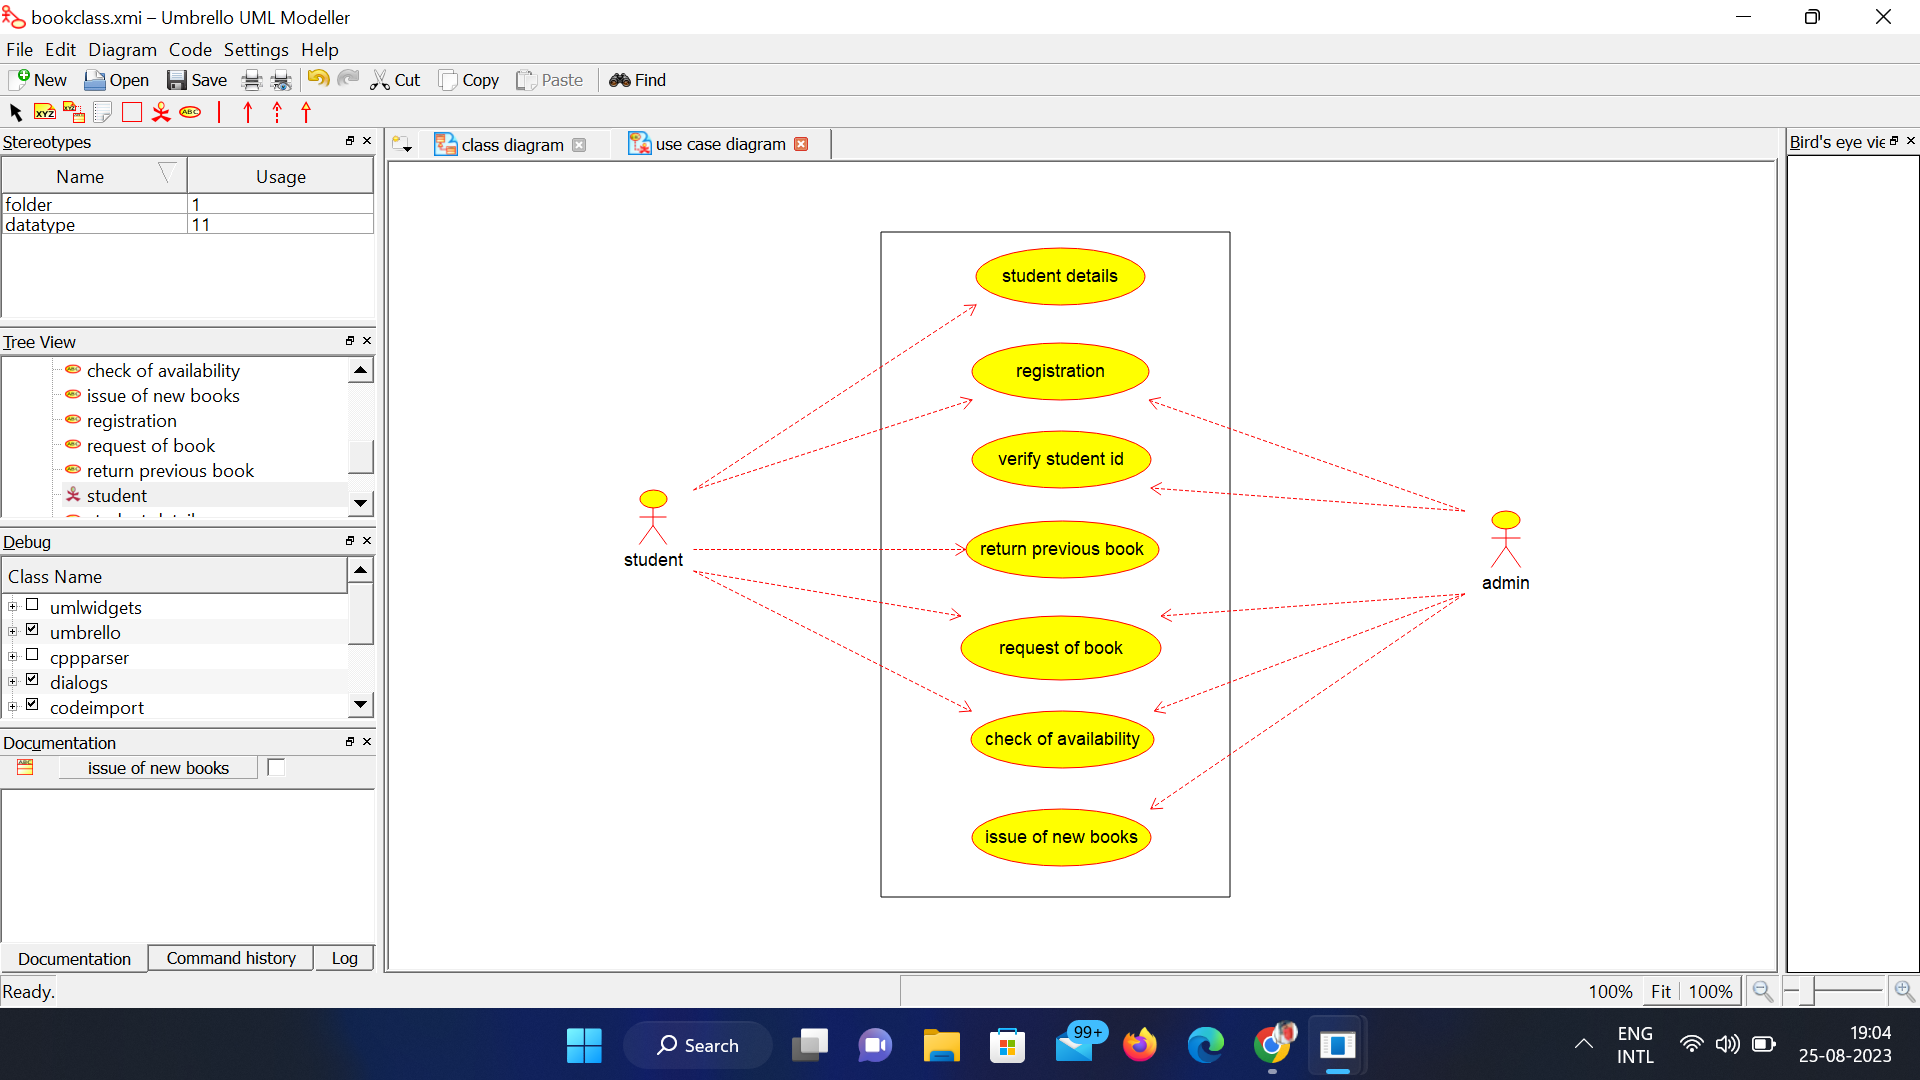 bookclass.xmi – Umbrello UML Modeller
File Edit Diagram Code Settings Help
New Open Save Cut Copy Paste Find
XYZ XYZ ABC
Stereotypes
Name Usage
folder 1
datatype 11
Tree View
check of availability
issue of new books
registration
request of book
return previous book
student
Debug
Class Name
umlwidgets
umbrello
cppparser
dialogs
codeimport
Documentation
issue of new books
Documentation Command history Log
class diagram use case diagram
student details
registration
verify student id
return previous book
request of book
check of availability
issue of new books
student
admin
Bird's eye vie
Ready.
100% Fit 100%
Search
99+
ENG
INTL
19:04
25-08-2023